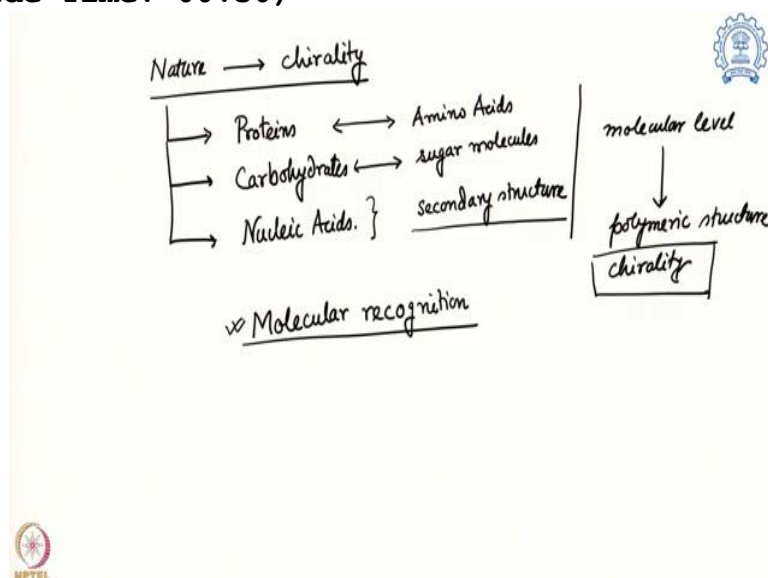 Nature → chirality
→ Proteins ↔ Amino Acids
→ Carbohydrates ↔ sugar molecules
→ Nucleic Acids. } secondary structure
molecular level
↓
polymeric structure
chirality
Molecular recognition
NPTEL